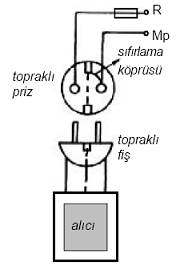 R
Mp
sıfırlama
köprüsü
topraklı
priz
topraklı
fiş
alıcı